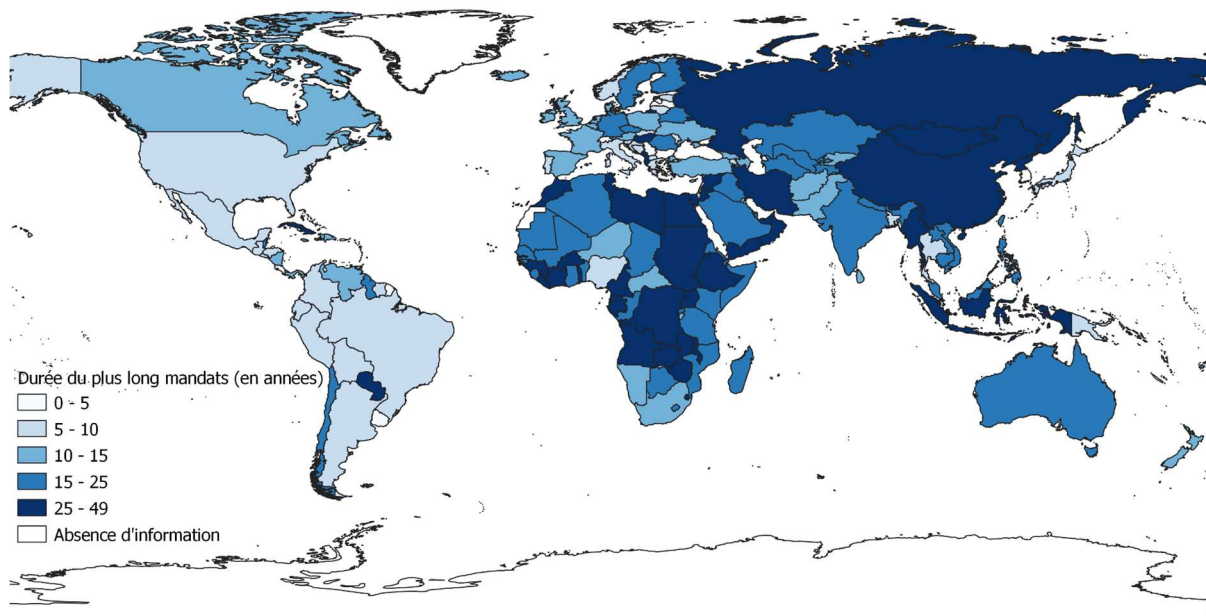 Durée du plus long mandats (en années)
0 - 5
5 - 10
10 - 15
15 - 25
25 - 49
Absence d'information